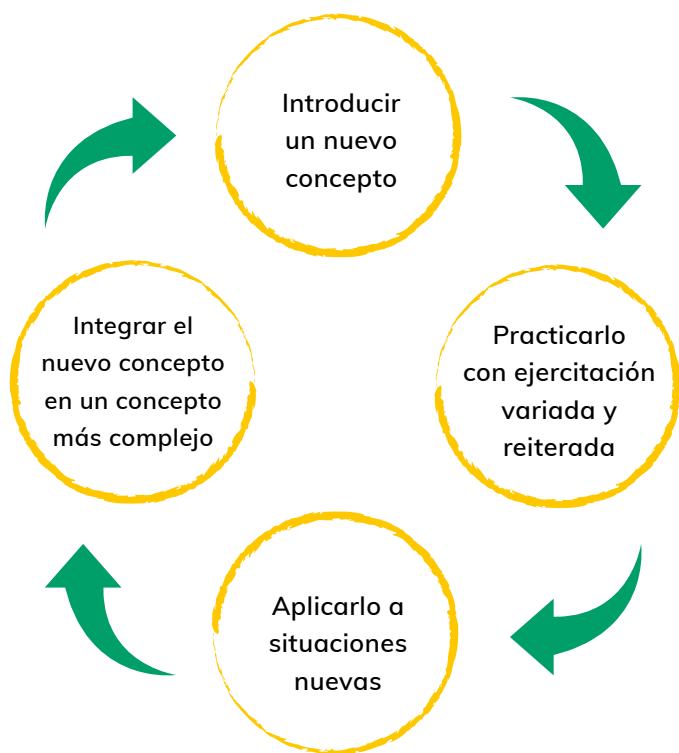 Introducir
un nuevo
concepto
Practicarlo
con ejercitación
variada y
reiterada
Aplicarlo a
situaciones
nuevas
Integrar el
nuevo concepto
en un concepto
más complejo